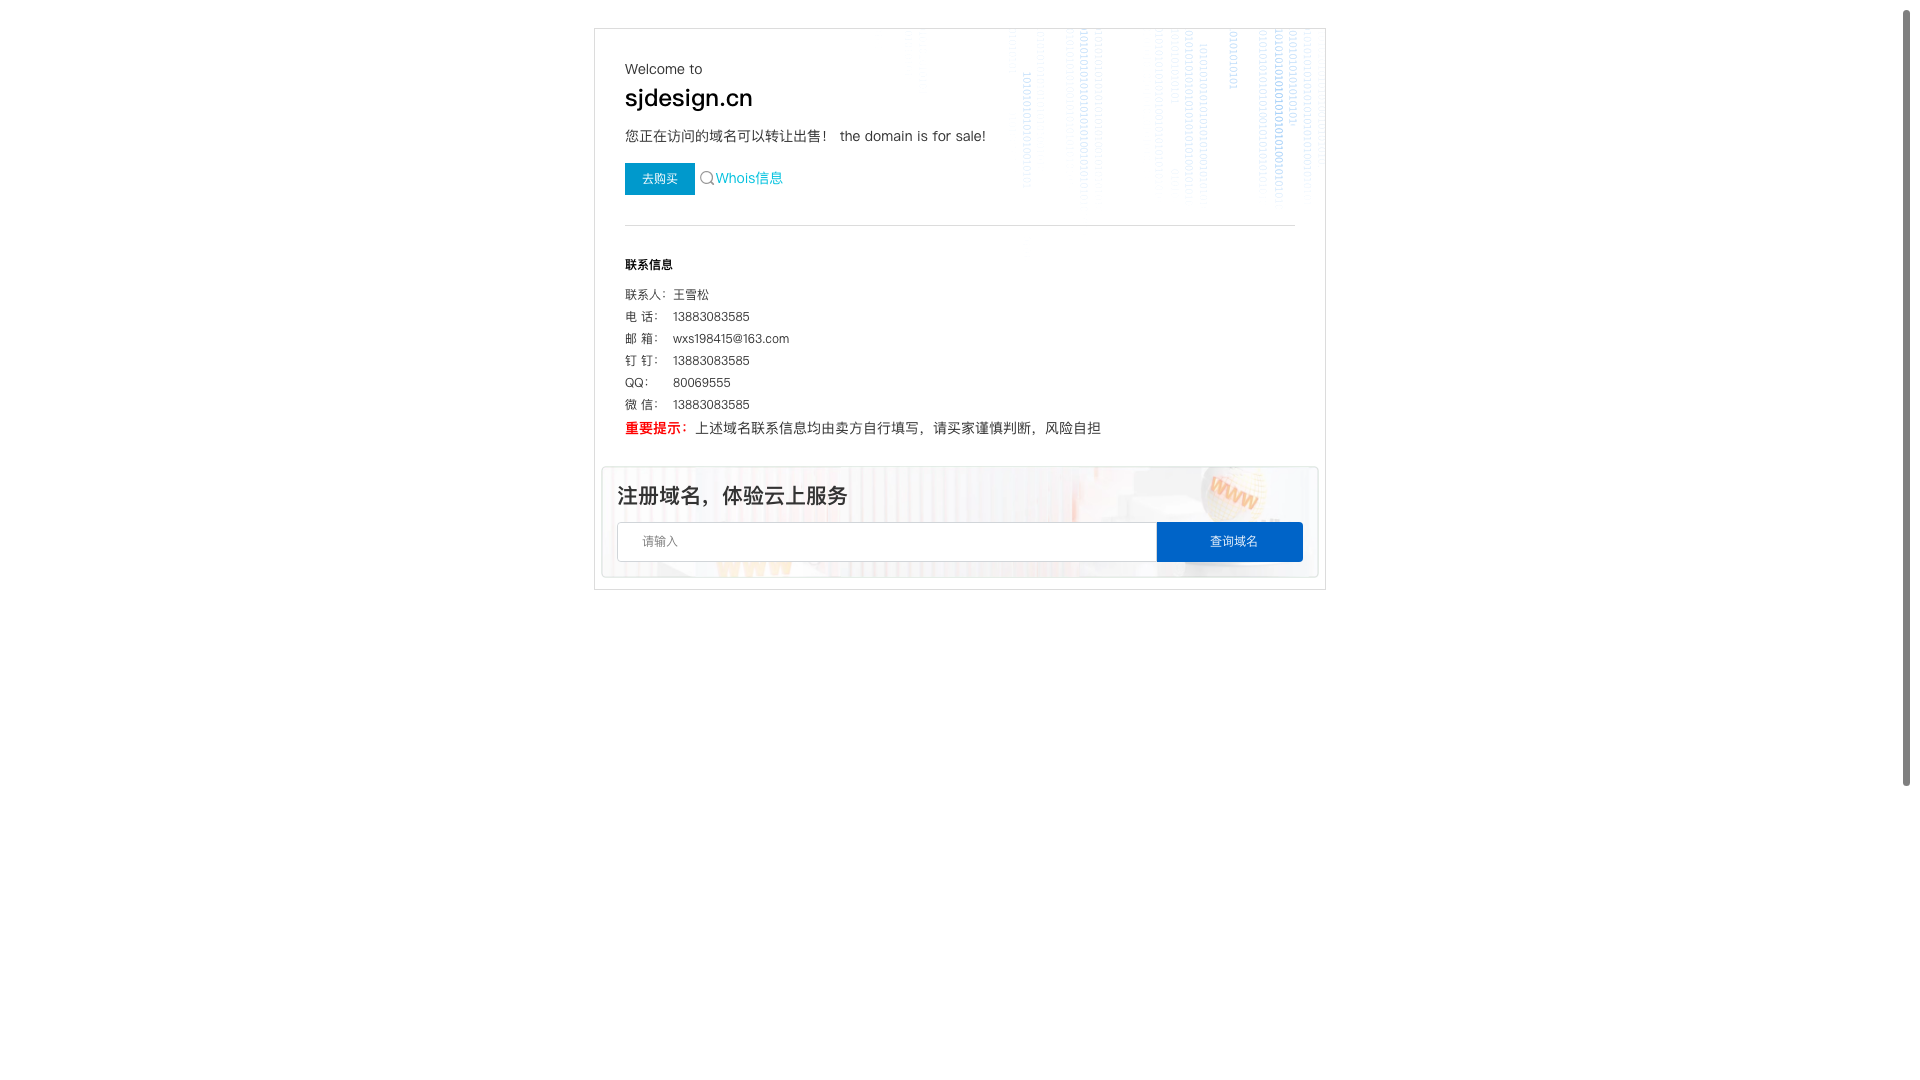 Welcome to
sjdesign.cn
您正在访问的域名可以转让出售！ the domain is for sale!
去购买 Whois信息
联系信息
联系人：王雪松
电 话： 13883083585
邮 箱： wxs198415@163.com
钉 钉： 13883083585
QQ： 80069555
微 信： 13883083585
重要提示：上述域名联系信息均由卖方自行填写，请买家谨慎判断，风险自担
注册域名，体验云上服务
请输入 查询域名